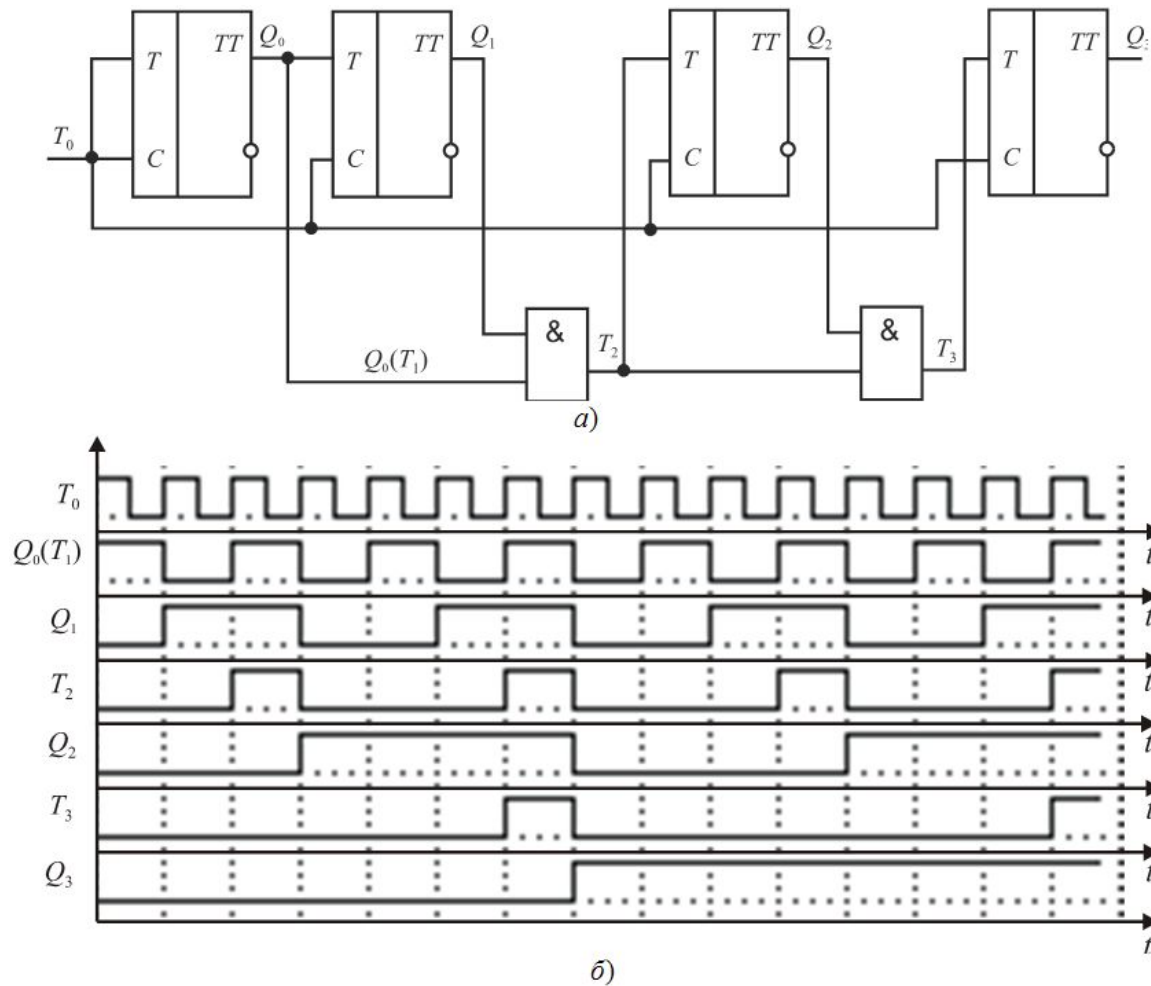 TT Q₀ TT Q₁ TT Q₂ TT Q₃
T T T T
T₀
C C C C
& &
T₂ T₃
Q₀(T₁)
а)
T₀
t
Q₀(T₁)
t
Q₁
t
T₂
t
Q₂
t
T₃
t
Q₃
t
б)